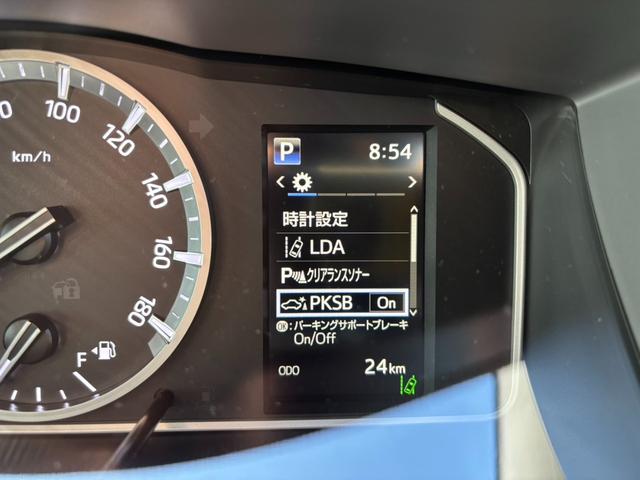 100
120
140
160
180
km/h
F
P 8:54
時計設定
LDA
P クリアランスソナー
PKSB On
OK:パーキングサポートブレーキ
On/Off
ODO 24km